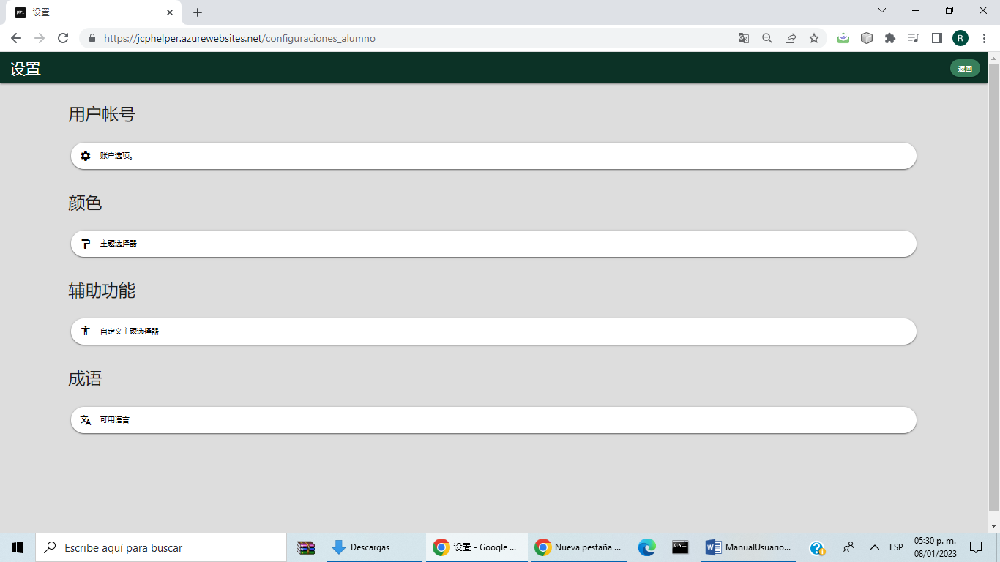 设置
https://jcphelper.azurewebsites.net/configuraciones_alumno
R
设置
返回
用户帐号
账户选项。
颜色
主题选择器
辅助功能
自定义主题选择器
成语
可用语言
Escribe aquí para buscar
Descargas
设置 - Google ...
Nueva pestaña ...
ManualUsuario...
ESP
05:30 p. m.
08/01/2023